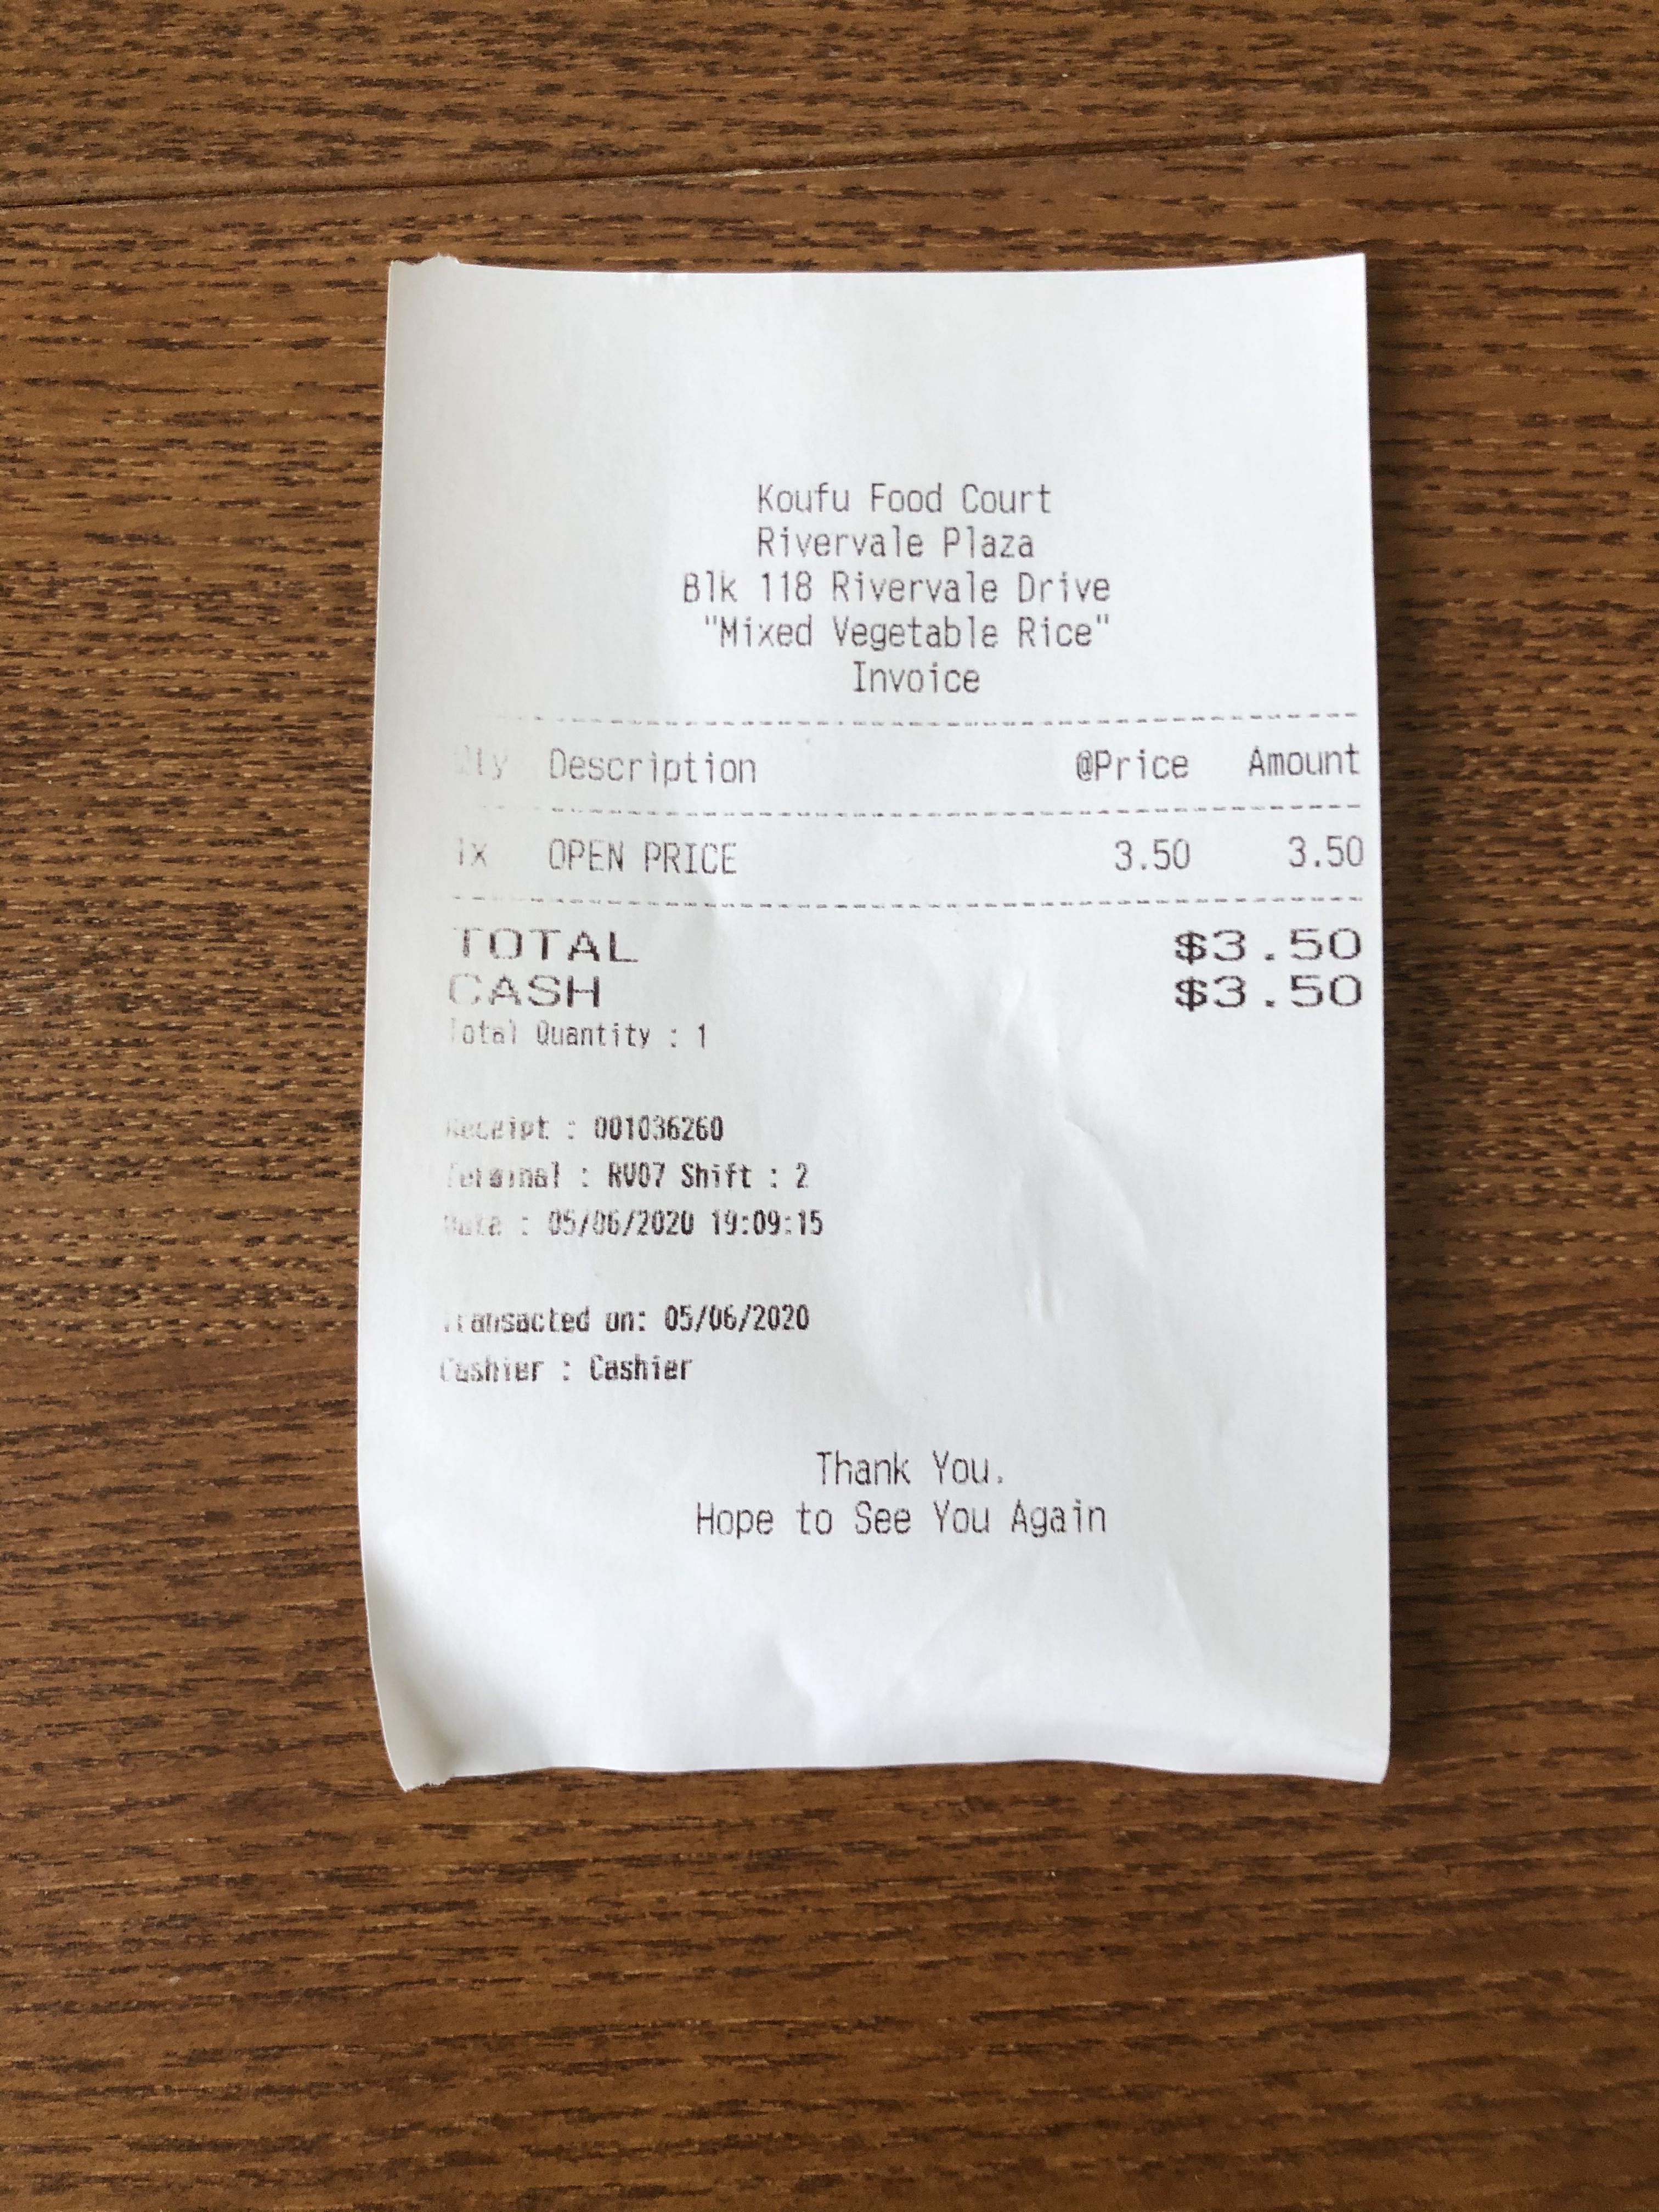 Koufu Food Court
Rivervale Plaza
Blk 118 Rivervale Drive
"Mixed Vegetable Rice"
Invoice
Qty Description @Price Amount
1x OPEN PRICE 3.50 3.50
TOTAL $3.50
CASH $3.50
Total Quantity : 1
Receipt : 001036260
Terminal : RV07 Shift : 2
Date : 05/06/2020 19:09:15
Transacted on: 05/06/2020
Cashier : Cashier
Thank You.
Hope to See You Again